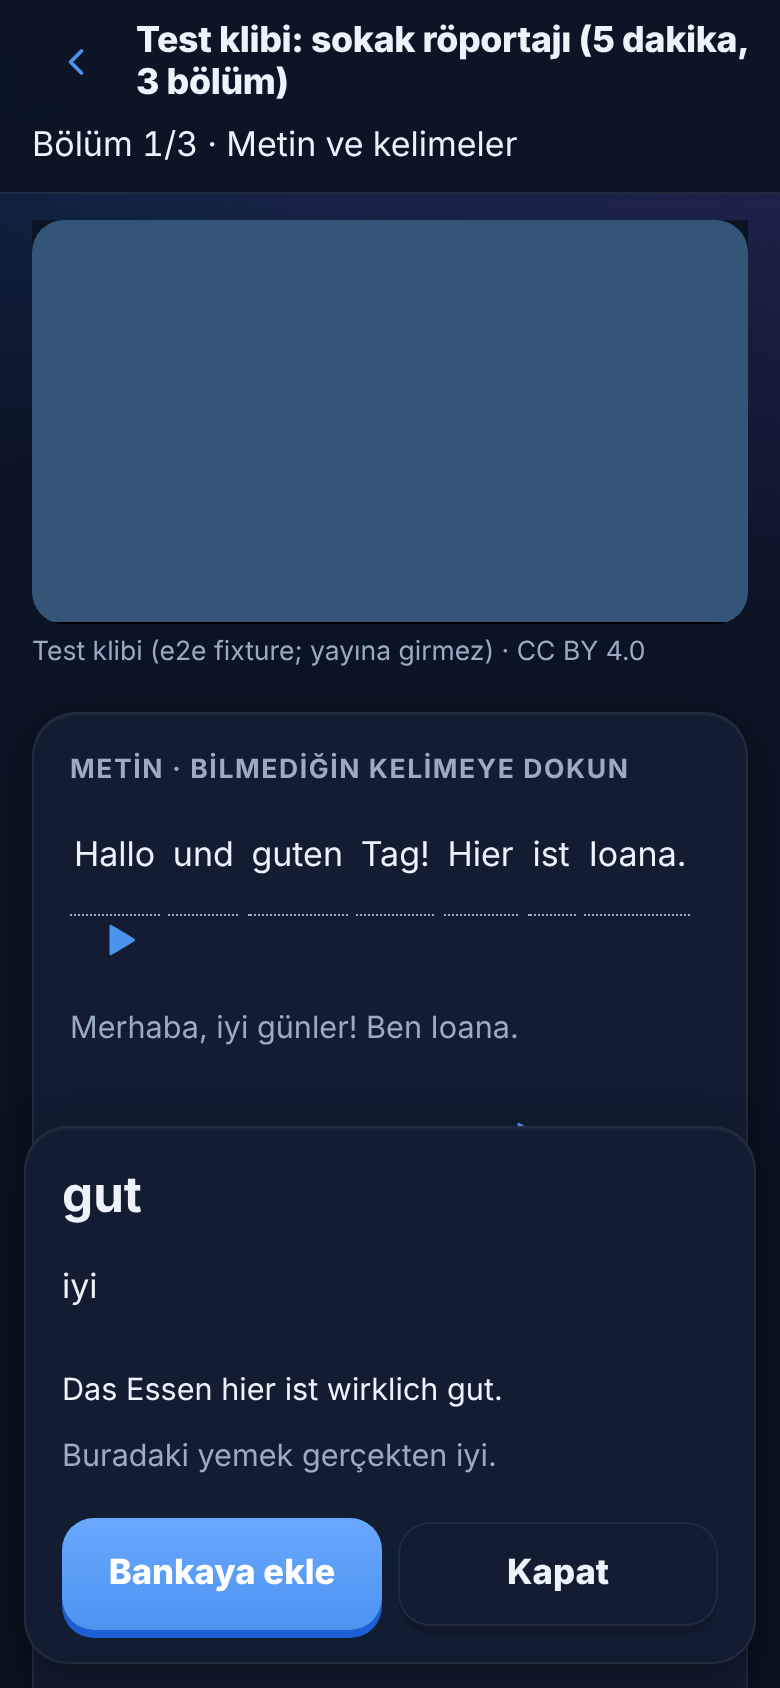 Test klibi: sokak röportajı (5 dakika,
3 bölüm)
Bölüm 1/3 · Metin ve kelimeler
Test klibi (e2e fixture; yayına girmez) · CC BY 4.0
METİN · BİLMEDİĞİN KELİMEYE DOKUN
Hallo und guten Tag! Hier ist Ioana.
Merhaba, iyi günler! Ben Ioana.
gut
iyi
Das Essen hier ist wirklich gut.
Buradaki yemek gerçekten iyi.
Bankaya ekle
Kapat